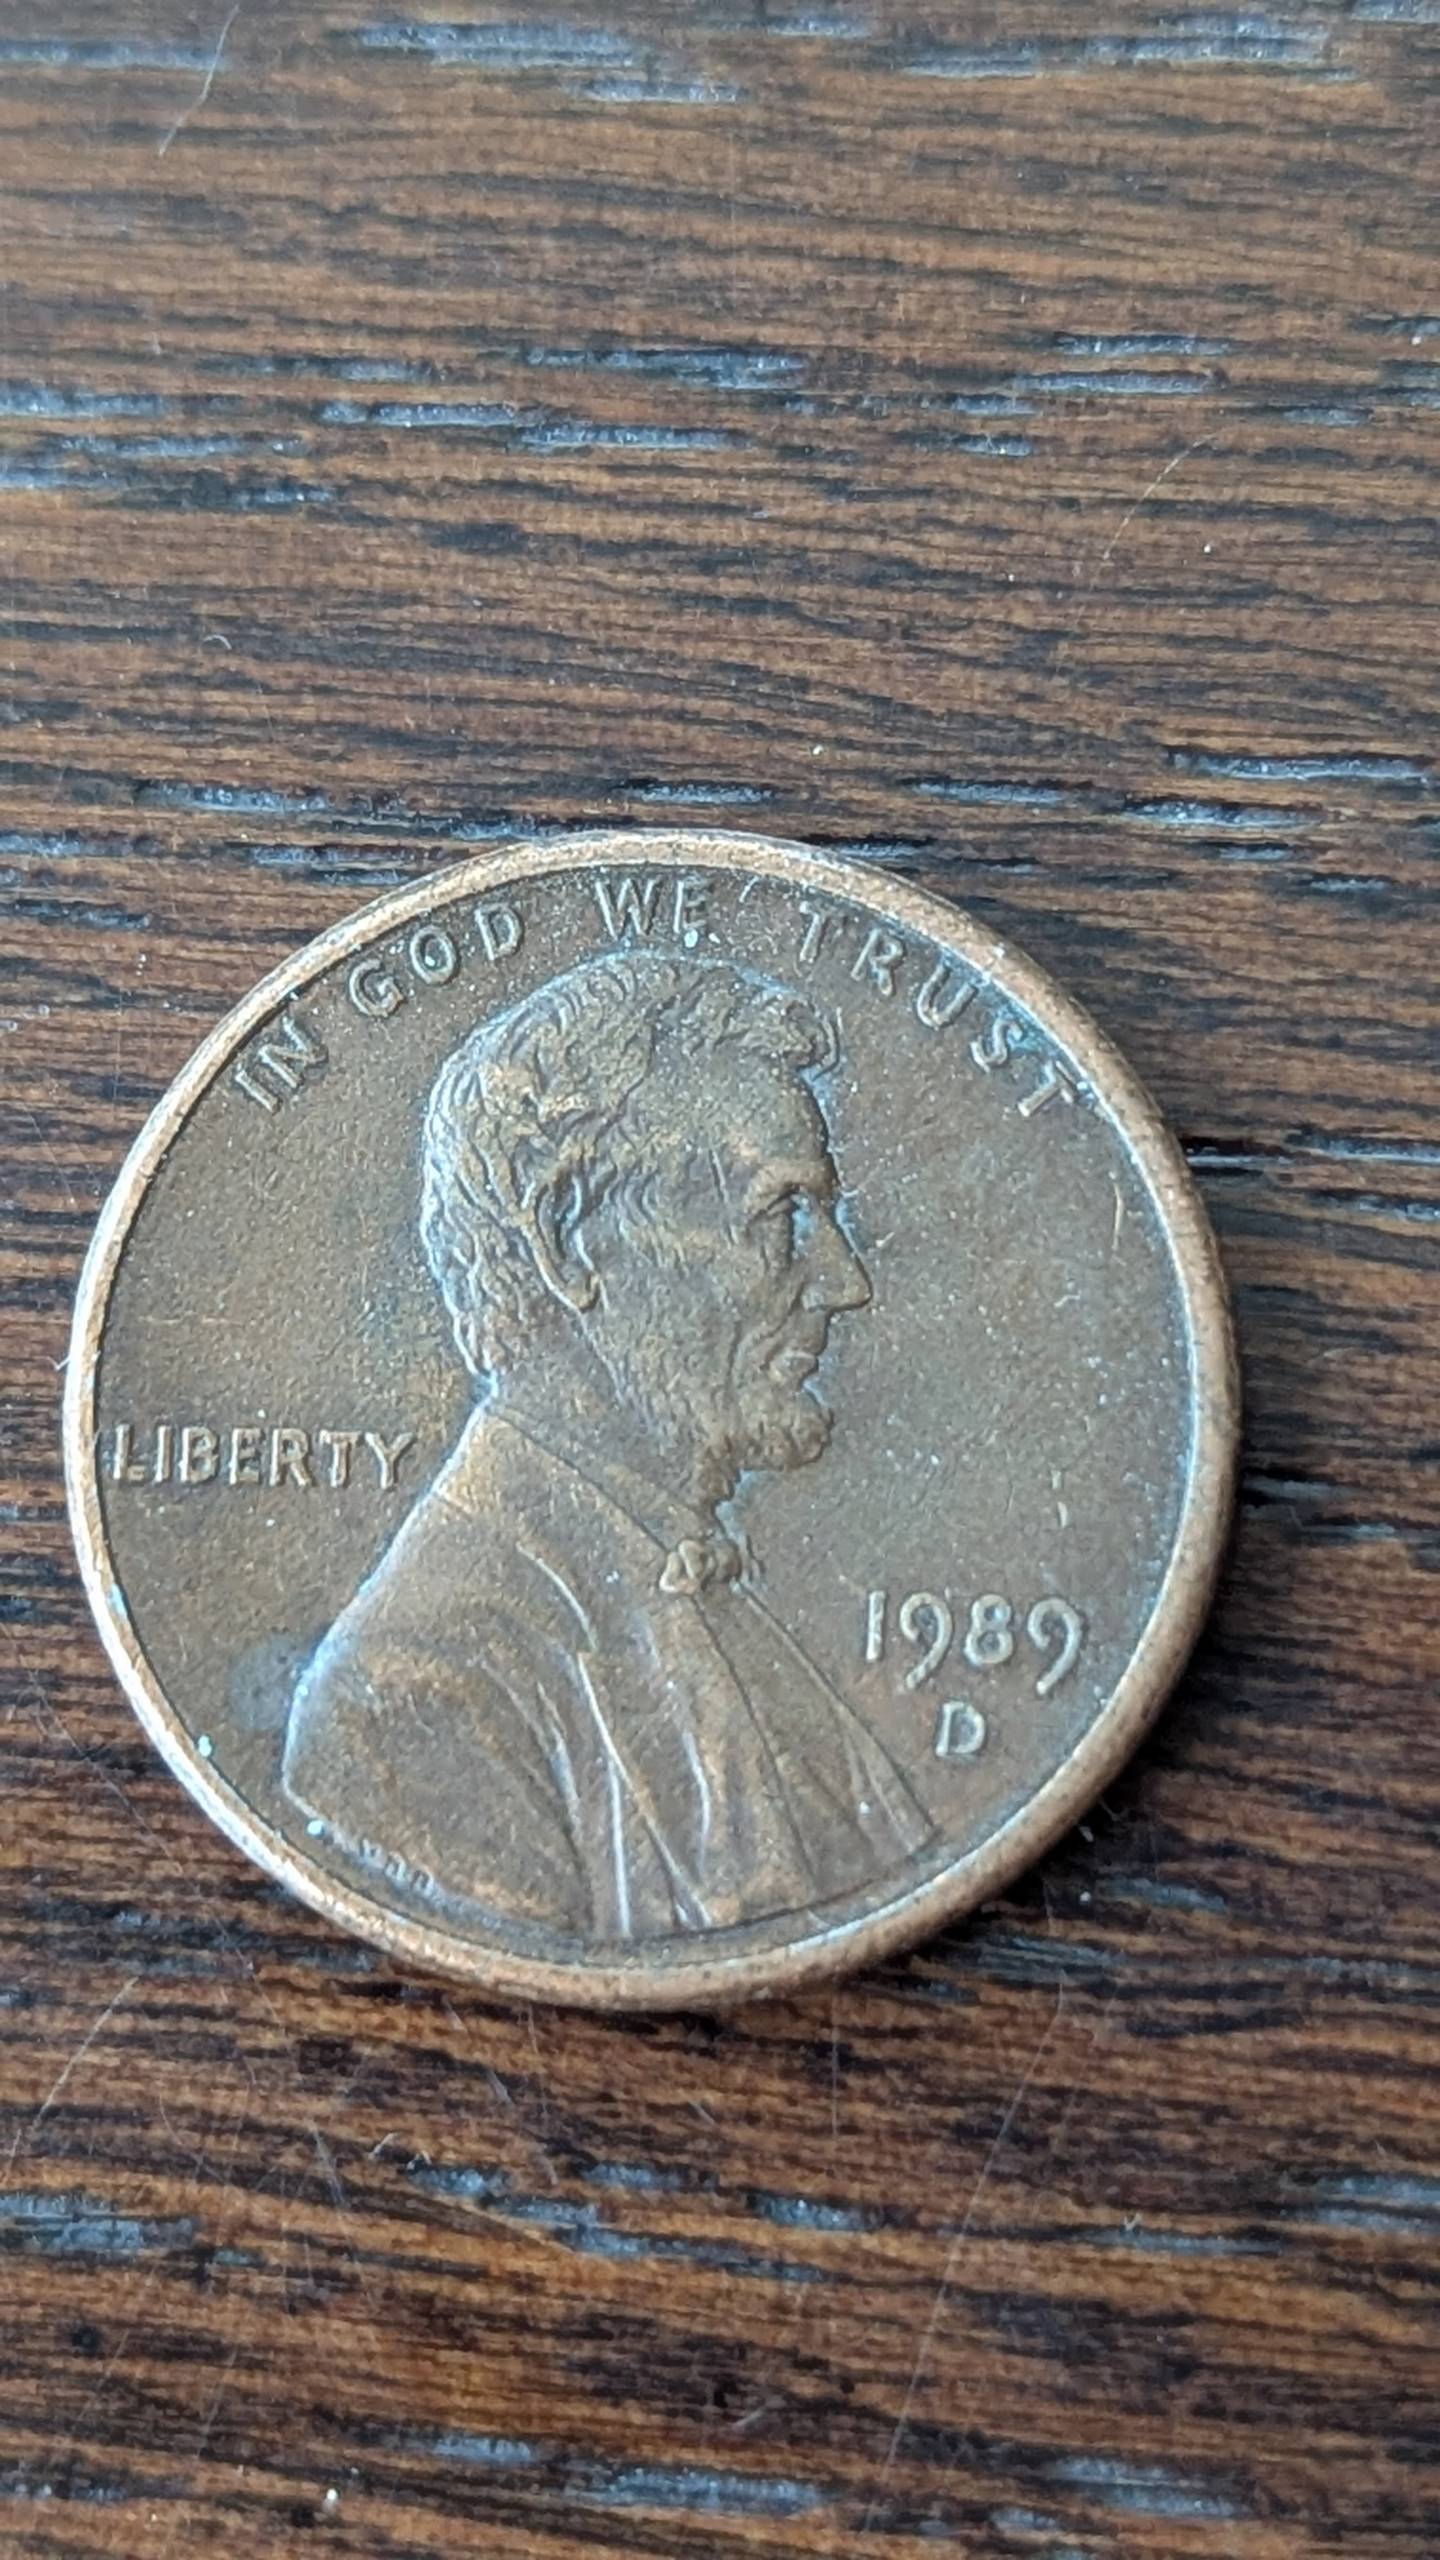 IN GOD WE TRUST
LIBERTY
1989
D